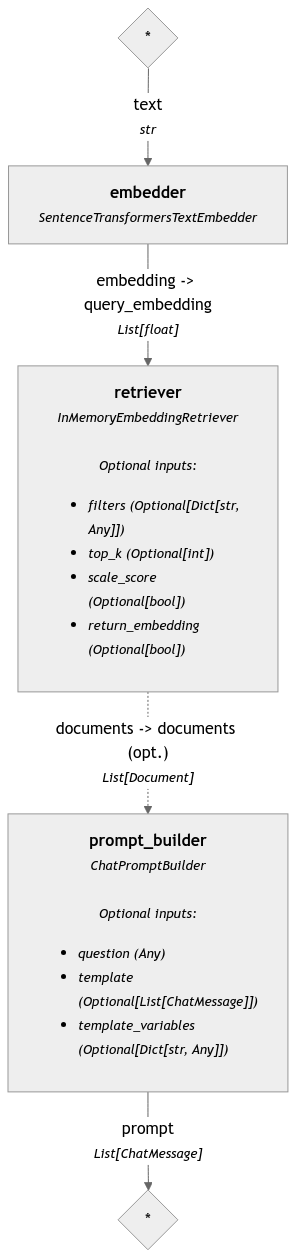 *
text
str
embedder
SentenceTransformersTextEmbedder
embedding ->
query_embedding
List[float]
retriever
InMemoryEmbeddingRetriever
Optional inputs:
• filters (Optional[Dict[str,
Any]])
• top_k (Optional[int])
• scale_score
(Optional[bool])
• return_embedding
(Optional[bool])
documents -> documents
(opt.)
List[Document]
prompt_builder
ChatPromptBuilder
Optional inputs:
• question (Any)
• template
(Optional[List[ChatMessage]])
• template_variables
(Optional[Dict[str, Any]])
prompt
List[ChatMessage]
*